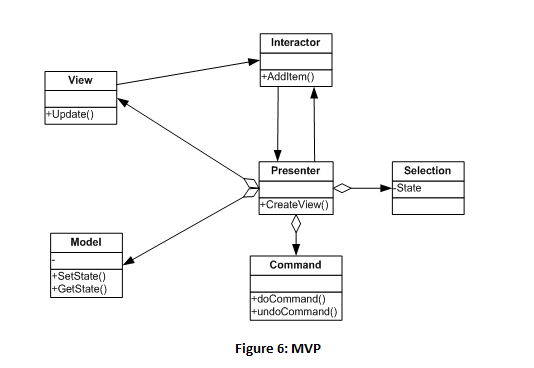 Interactor
+AddItem()
View
+Update()
Presenter
+CreateView()
Selection
-State
Model
-
+SetState()
+GetState()
Command
+doCommand()
+undoCommand()
Figure 6: MVP